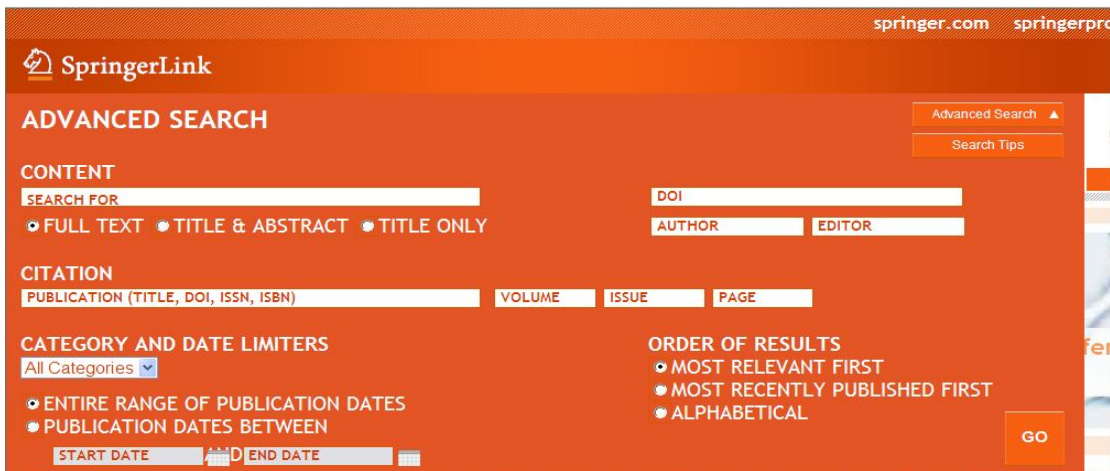 springer.com springerpro
SpringerLink
ADVANCED SEARCH
Advanced Search ▲
Search Tips
CONTENT
SEARCH FOR
DOI
FULL TEXT TITLE & ABSTRACT TITLE ONLY
AUTHOR EDITOR
CITATION
PUBLICATION (TITLE, DOI, ISSN, ISBN) VOLUME ISSUE PAGE
CATEGORY AND DATE LIMITERS
All Categories
ORDER OF RESULTS
MOST RELEVANT FIRST
MOST RECENTLY PUBLISHED FIRST
ALPHABETICAL
ENTIRE RANGE OF PUBLICATION DATES
PUBLICATION DATES BETWEEN
START DATE AND END DATE
GO
fer